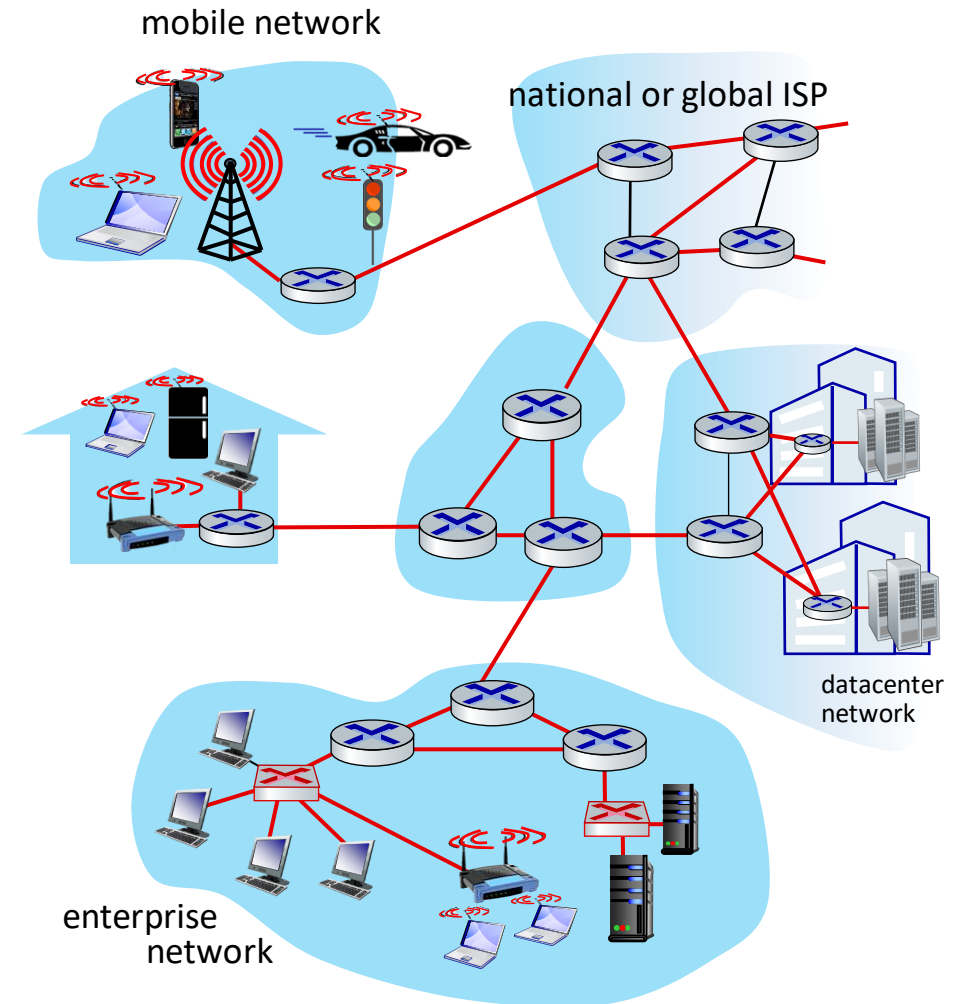 mobile network
national or global ISP
datacenter
network
enterprise
network